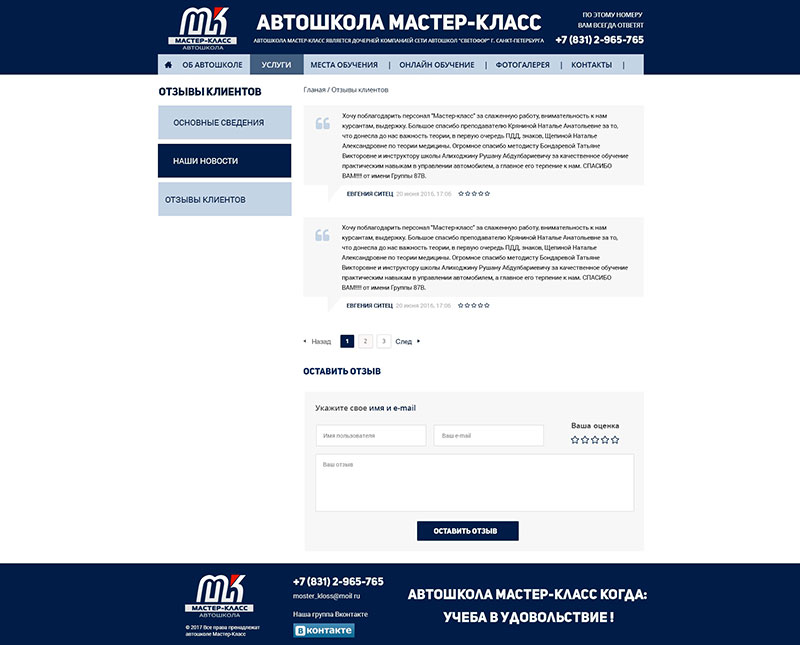 МК
МАСТЕР-КЛАСС
АВТОШКОЛА
АВТОШКОЛА МАСТЕР-КЛАСС
АВТОШКОЛА МАСТЕР-КЛАСС ЯВЛЯЕТСЯ ДОЧЕРНЕЙ КОМПАНИЕЙ СЕТИ АВТОШКОЛ "СВЕТОФОР" Г. САНКТ-ПЕТЕРБУРГА
ПО ЭТОМУ НОМЕРУ
ВАМ ВСЕГДА ОТВЕТЯТ
+7 (831) 2-965-765
ОБ АВТОШКОЛЕ УСЛУГИ МЕСТА ОБУЧЕНИЯ | ОНЛАЙН ОБУЧЕНИЕ | ФОТОГАЛЕРЕЯ | КОНТАКТЫ |
ОТЗЫВЫ КЛИЕНТОВ
ОСНОВНЫЕ СВЕДЕНИЯ
НАШИ НОВОСТИ
ОТЗЫВЫ КЛИЕНТОВ
Гланая / Отзывы клиентов
Хочу поблагодарить персонал "Мастер-класс" за слаженную работу, внимательность к нам
курсантам, выдержку. Большое спасибо преподавателю Кряниной Наталье Анатольевне за то,
что донесла до нас важность теории, в первую очередь ПДД, знаков, Щепиной Наталье
Александровне по теории медицины. Огромное спасибо методисту Бондаревой Татьяне
Викторовне и инструктору школы Алиходжину Рушану Абдулбариевичу за качественное обучение
практическим навыкам в управлении автомобилем, а главное его терпение к нам. СПАСИБО
ВАМ!!!! от имени Группы 87В.
ЕВГЕНИЯ СИТЕЦ 20 июня 2016, 17:08
Хочу поблагодарить персонал "Мастер-класс" за слаженную работу, внимательность к нам
курсантам, выдержку. Большое спасибо преподавателю Кряниной Наталье Анатольевне за то,
что донесла до нас важность теории, в первую очередь ПДД, знаков, Щепиной Наталье
Александровне по теории медицины. Огромное спасибо методисту Бондаревой Татьяне
Викторовне и инструктору школы Алиходжину Рушану Абдулбариевичу за качественное обучение
практическим навыкам в управлении автомобилем, а главное его терпение к нам. СПАСИБО
ВАМ!!!! от имени Группы 87В.
ЕВГЕНИЯ СИТЕЦ 20 июня 2016, 17:08
Назад 1 2 3 След
ОСТАВИТЬ ОТЗЫВ
Укажите свое имя и e-mail
Имя пользователя Ваш e-mail
Ваша оценка
Ваш отзыв
ОСТАВИТЬ ОТЗЫВ
МК
МАСТЕР-КЛАСС
АВТОШКОЛА
© 2017 Все права пренадлежат
автошколе Мастер-Класс
+7 (831) 2-965-765
moster_kloss@moil ru
Наша группа Вконтакте
В контакте
АВТОШКОЛА МАСТЕР-КЛАСС КОГДА:
УЧЕБА В УДОВОЛЬСТВИЕ !